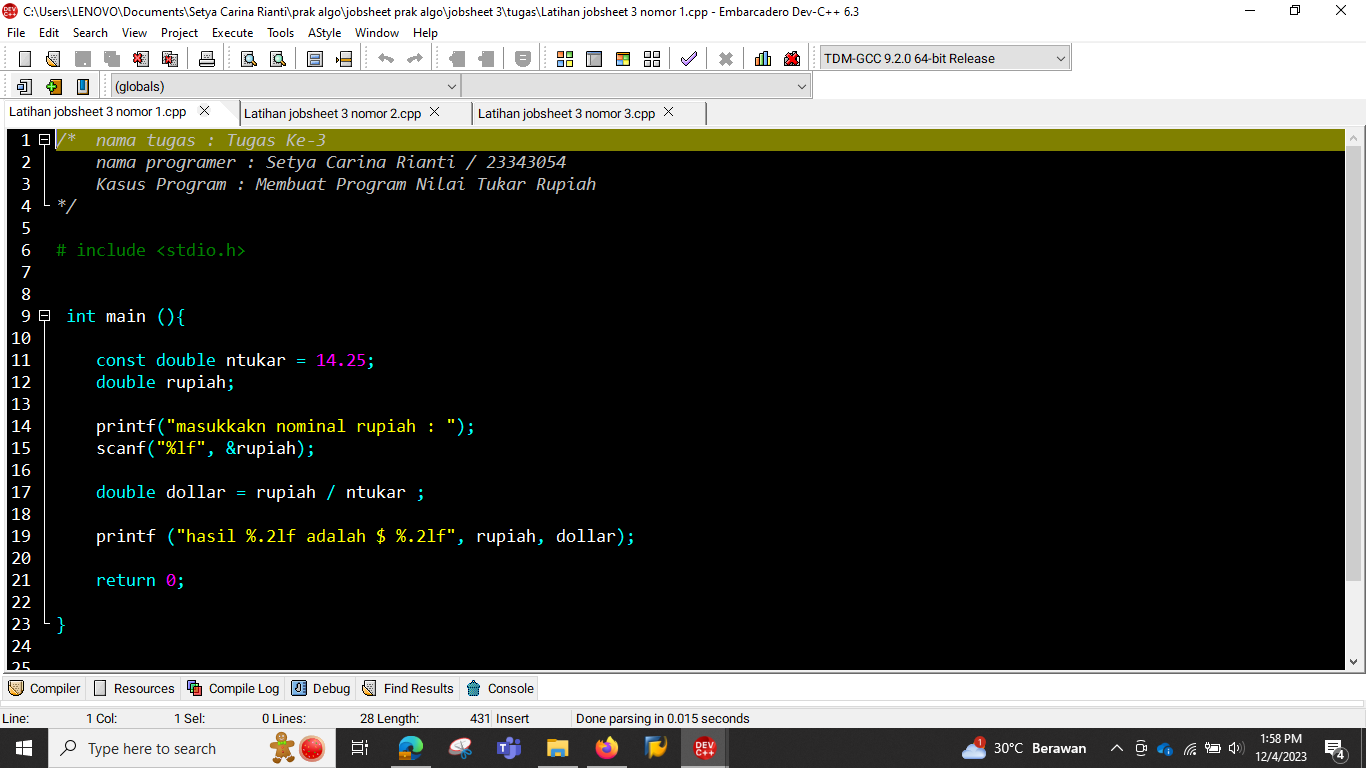 C:\Users\LENOVO\Documents\Setya Carina Rianti\prak algo\jobsheet prak algo\jobsheet 3\tugas\Latihan jobsheet 3 nomor 1.cpp - Embarcadero Dev-C++ 6.3
File Edit Search View Project Execute Tools AStyle Window Help
TDM-GCC 9.2.0 64-bit Release
(globals)
Latihan jobsheet 3 nomor 1.cpp Latihan jobsheet 3 nomor 2.cpp Latihan jobsheet 3 nomor 3.cpp
1 /*  nama tugas : Tugas Ke-3
2     nama programer : Setya Carina Rianti / 23343054
3     Kasus Program : Membuat Program Nilai Tukar Rupiah
4 */
5
6 # include <stdio.h>
7
8
9  int main (){
10
11     const double ntukar = 14.25;
12     double rupiah;
13
14     printf("masukkakn nominal rupiah : ");
15     scanf("%lf", &rupiah);
16
17     double dollar = rupiah / ntukar ;
18
19     printf ("hasil %.2lf adalah $ %.2lf", rupiah, dollar);
20
21     return 0;
22
23 }
24
25
Compiler Resources Compile Log Debug Find Results Console
Line: 1 Col: 1 Sel: 0 Lines: 28 Length: 431 Insert Done parsing in 0.015 seconds
Type here to search
DEV C++
30°C Berawan
1:58 PM
12/4/2023
4